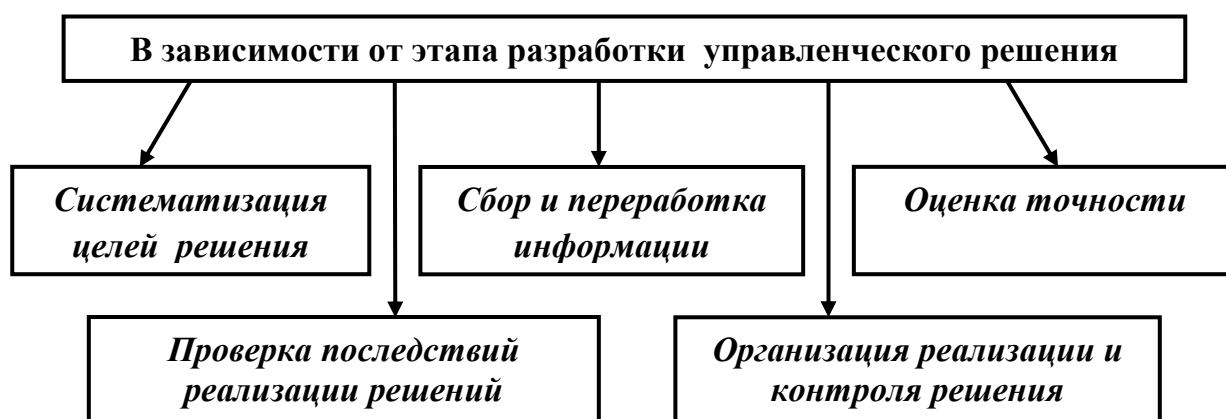 В зависимости от этапа разработки управленческого решения
Систематизация
целей решения
Сбор и переработка
информации
Оценка точности
Проверка последствий
реализации решений
Организация реализации и
контроля решения